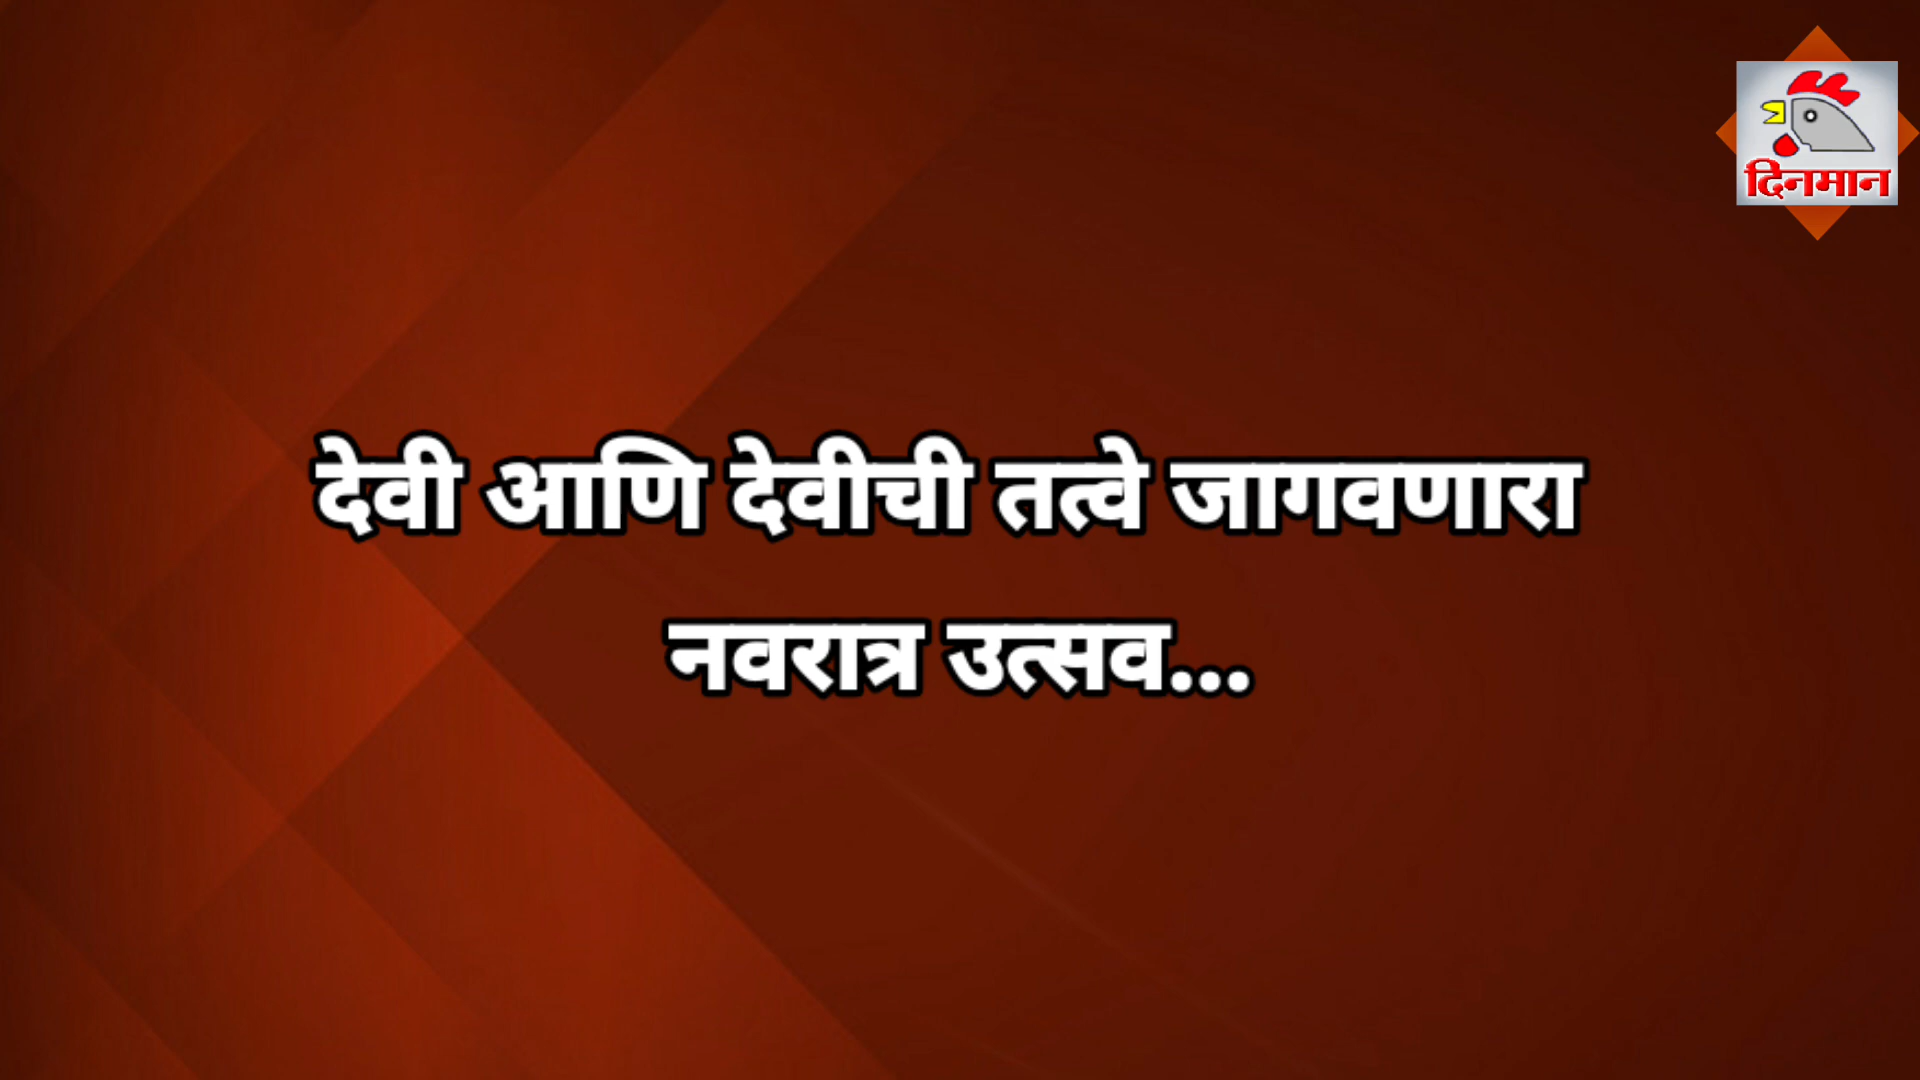 दिनमान
देवी आणि देवीची तत्वे जागवणारा
नवरात्र उत्सव...